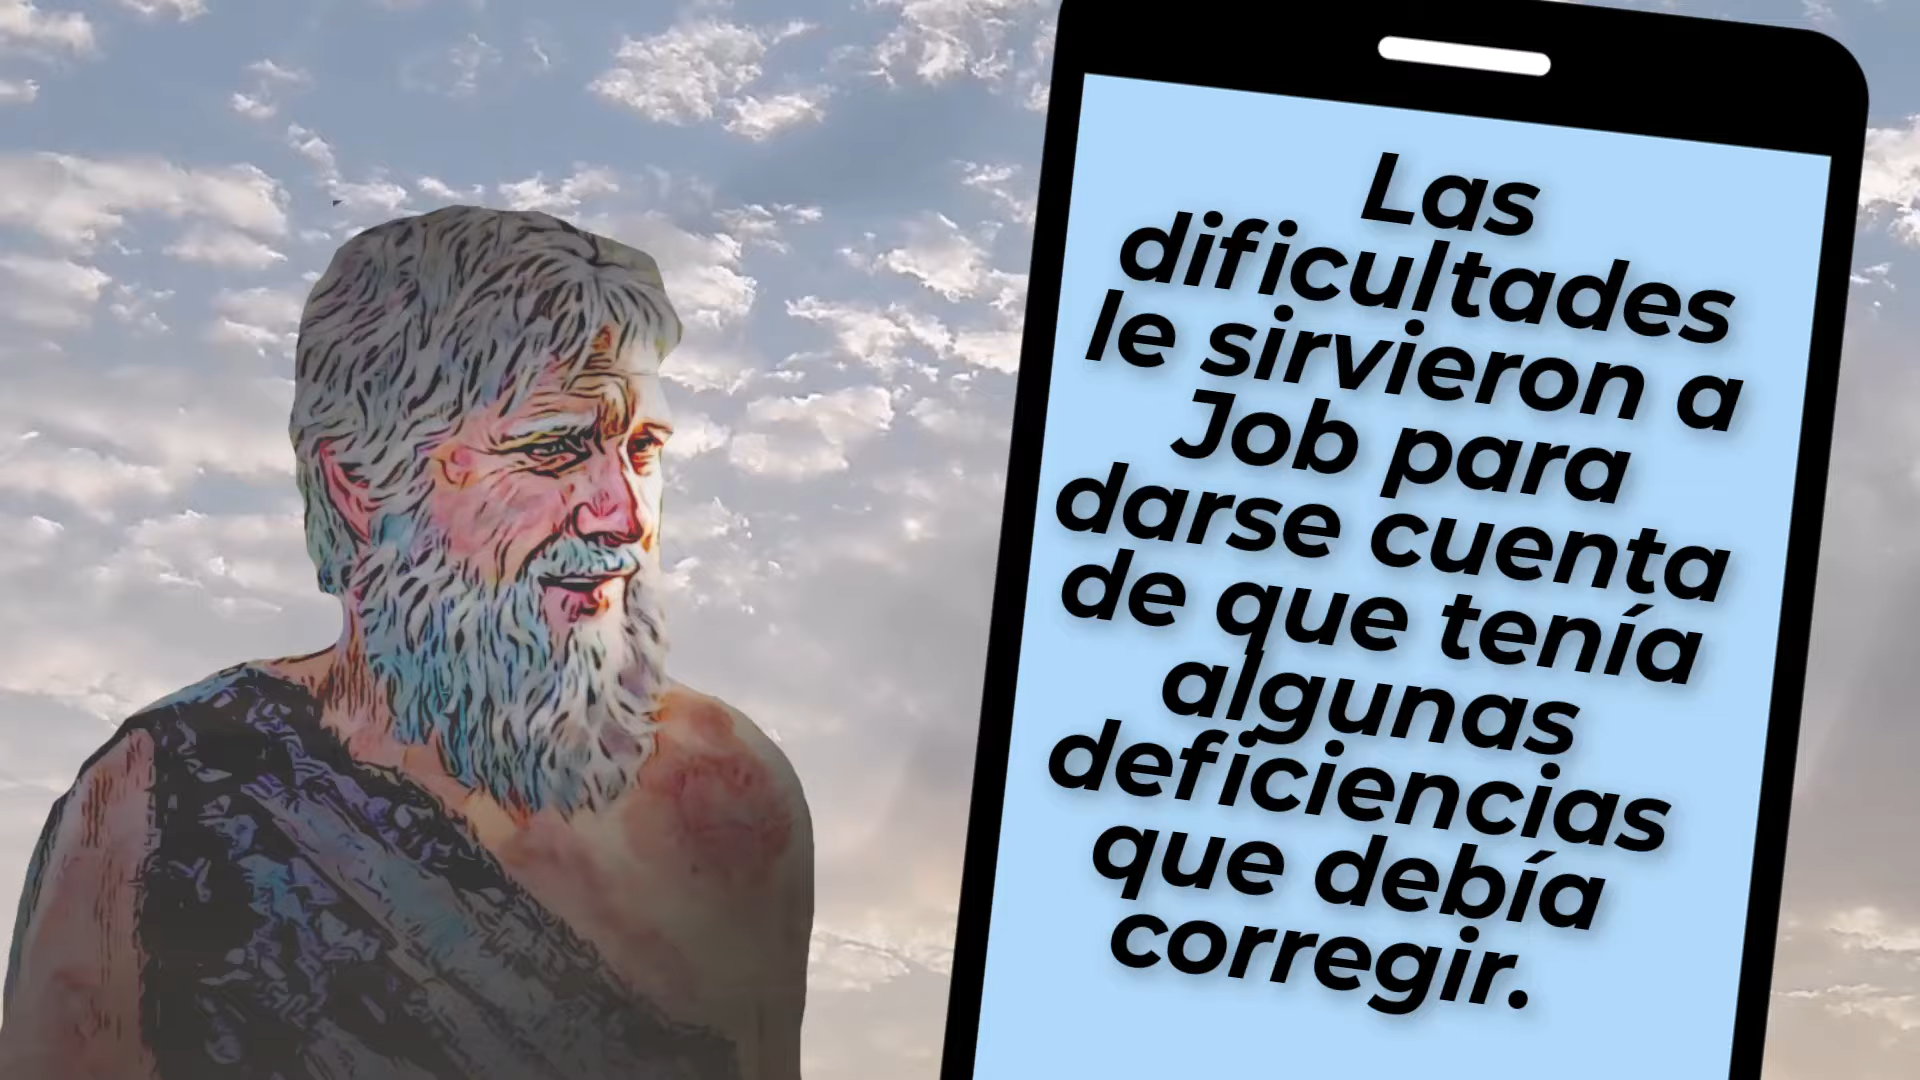 Las
dificultades
le sirvieron a
Job para
darse cuenta
de que tenía
algunas
deficiencias
que debía
corregir.